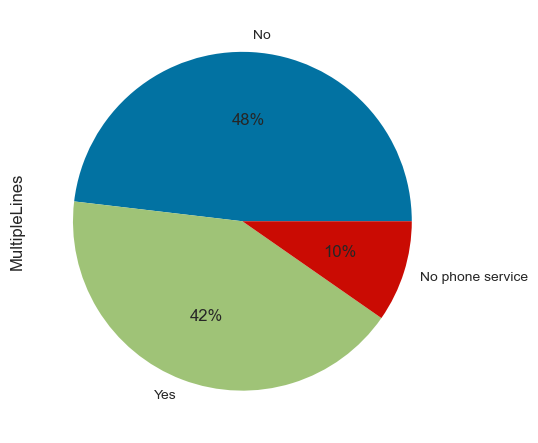 No
48%
MultipleLines
10%
No phone service
42%
Yes